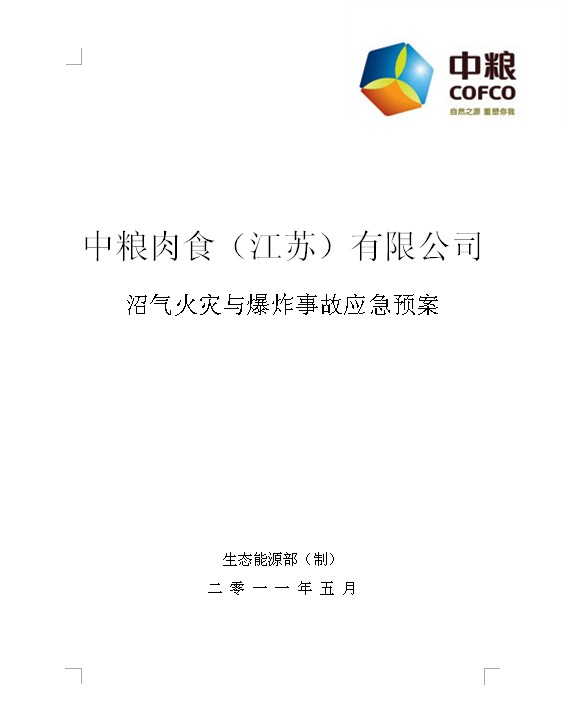 中粮
COFCO
自然之源 重塑你我
中粮肉食（江苏）有限公司
沼气火灾与爆炸事故应急预案
生态能源部（制）
二零一一年五月